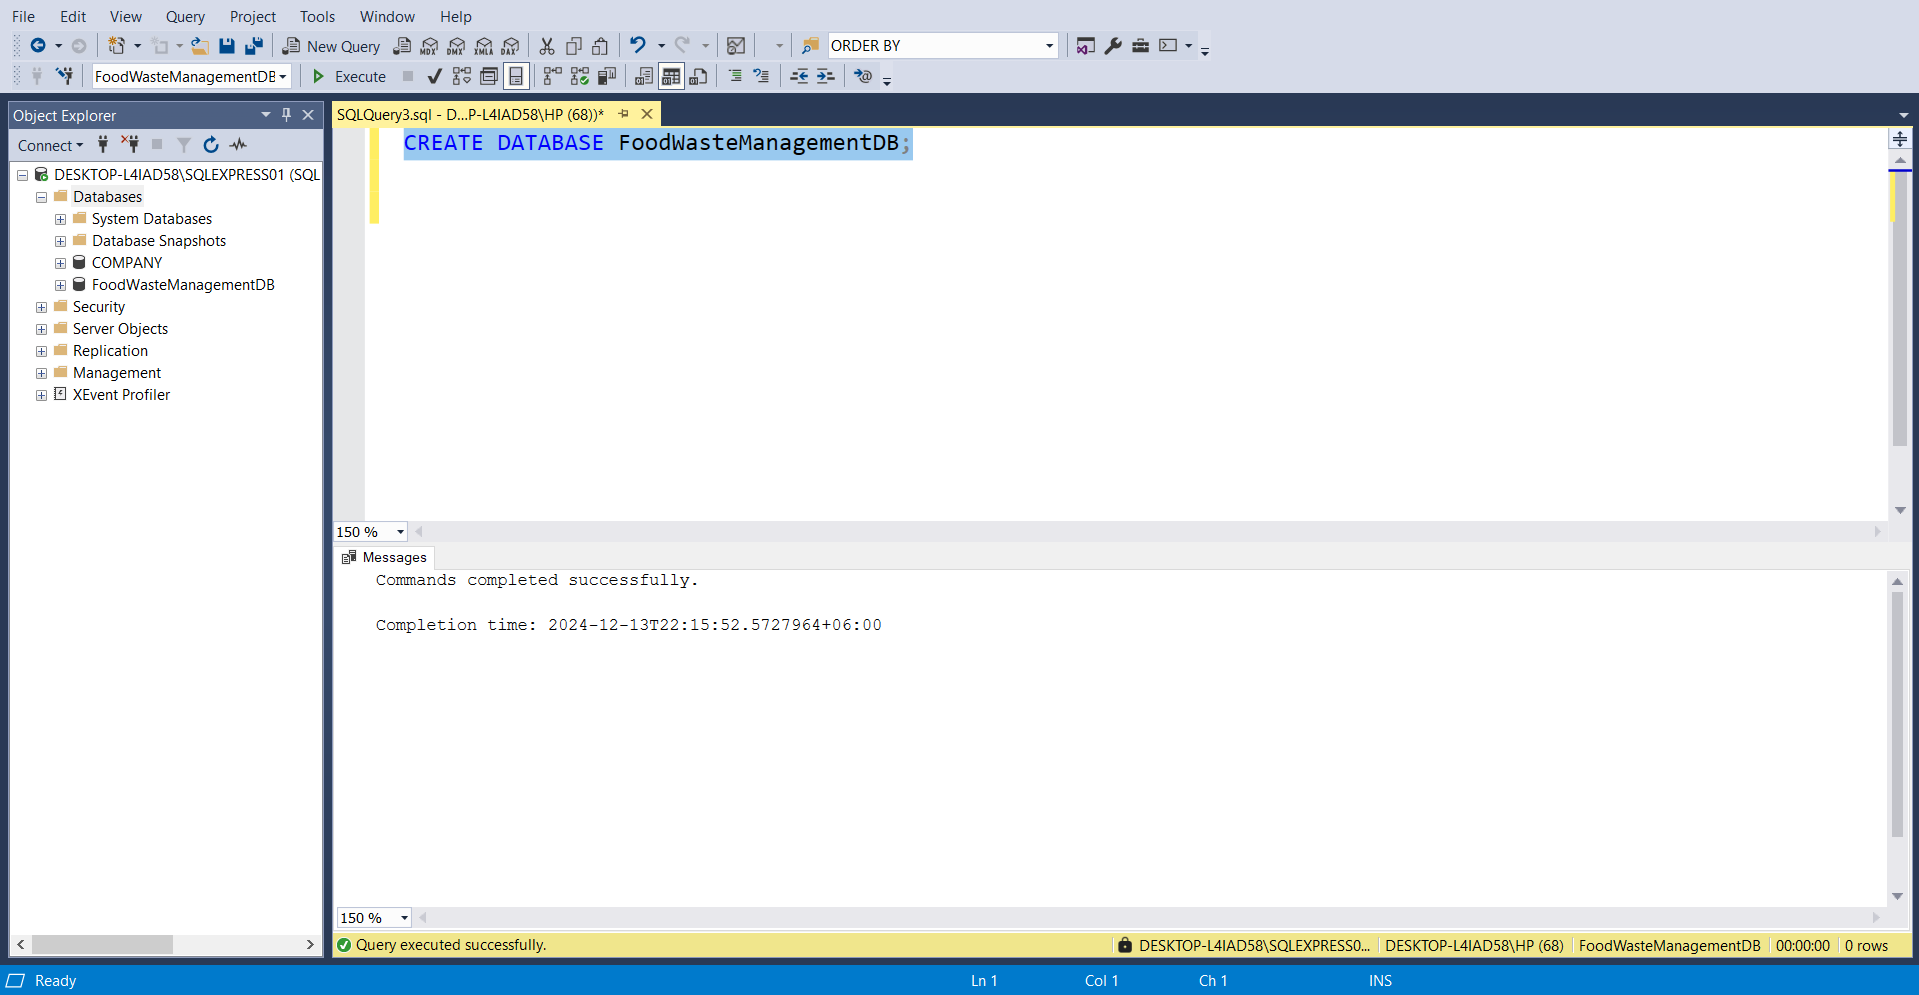 File Edit View Query Project Tools Window Help
New Query MDX DMX XMLA DAX ORDER BY
FoodWasteManagementDB Execute
Object Explorer
Connect
DESKTOP-L4IAD58\SQLEXPRESS01 (SQL
Databases
System Databases
Database Snapshots
COMPANY
FoodWasteManagementDB
Security
Server Objects
Replication
Management
XEvent Profiler
SQLQuery3.sql - D...P-L4IAD58\HP (68))*
CREATE DATABASE FoodWasteManagementDB;
150 %
Messages
Commands completed successfully.
Completion time: 2024-12-13T22:15:52.5727964+06:00
150 %
Query executed successfully. DESKTOP-L4IAD58\SQLEXPRESS0... DESKTOP-L4IAD58\HP (68) FoodWasteManagementDB 00:00:00 0 rows
Ready Ln 1 Col 1 Ch 1 INS